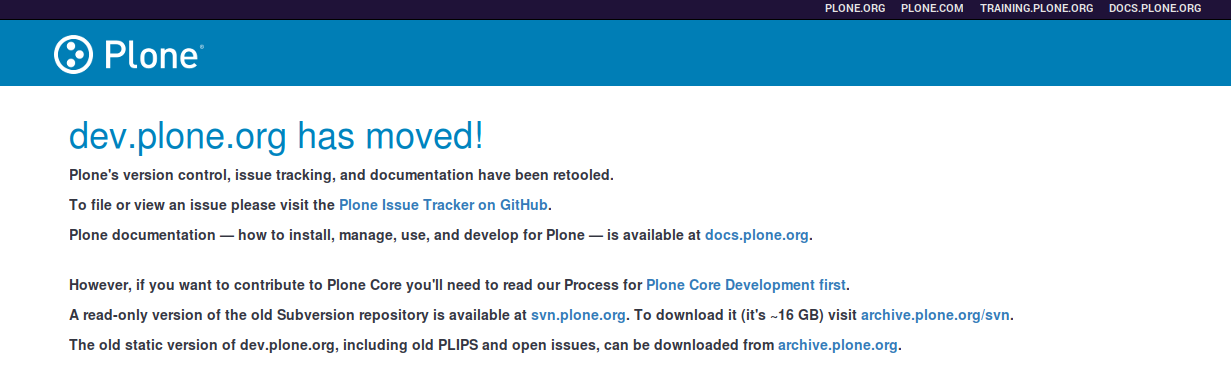 PLONE.ORG PLONE.COM TRAINING.PLONE.ORG DOCS.PLONE.ORG
Plone®
dev.plone.org has moved!
Plone's version control, issue tracking, and documentation have been retooled.
To file or view an issue please visit the Plone Issue Tracker on GitHub.
Plone documentation — how to install, manage, use, and develop for Plone — is available at docs.plone.org.
However, if you want to contribute to Plone Core you'll need to read our Process for Plone Core Development first.
A read-only version of the old Subversion repository is available at svn.plone.org. To download it (it's ~16 GB) visit archive.plone.org/svn.
The old static version of dev.plone.org, including old PLIPS and open issues, can be downloaded from archive.plone.org.